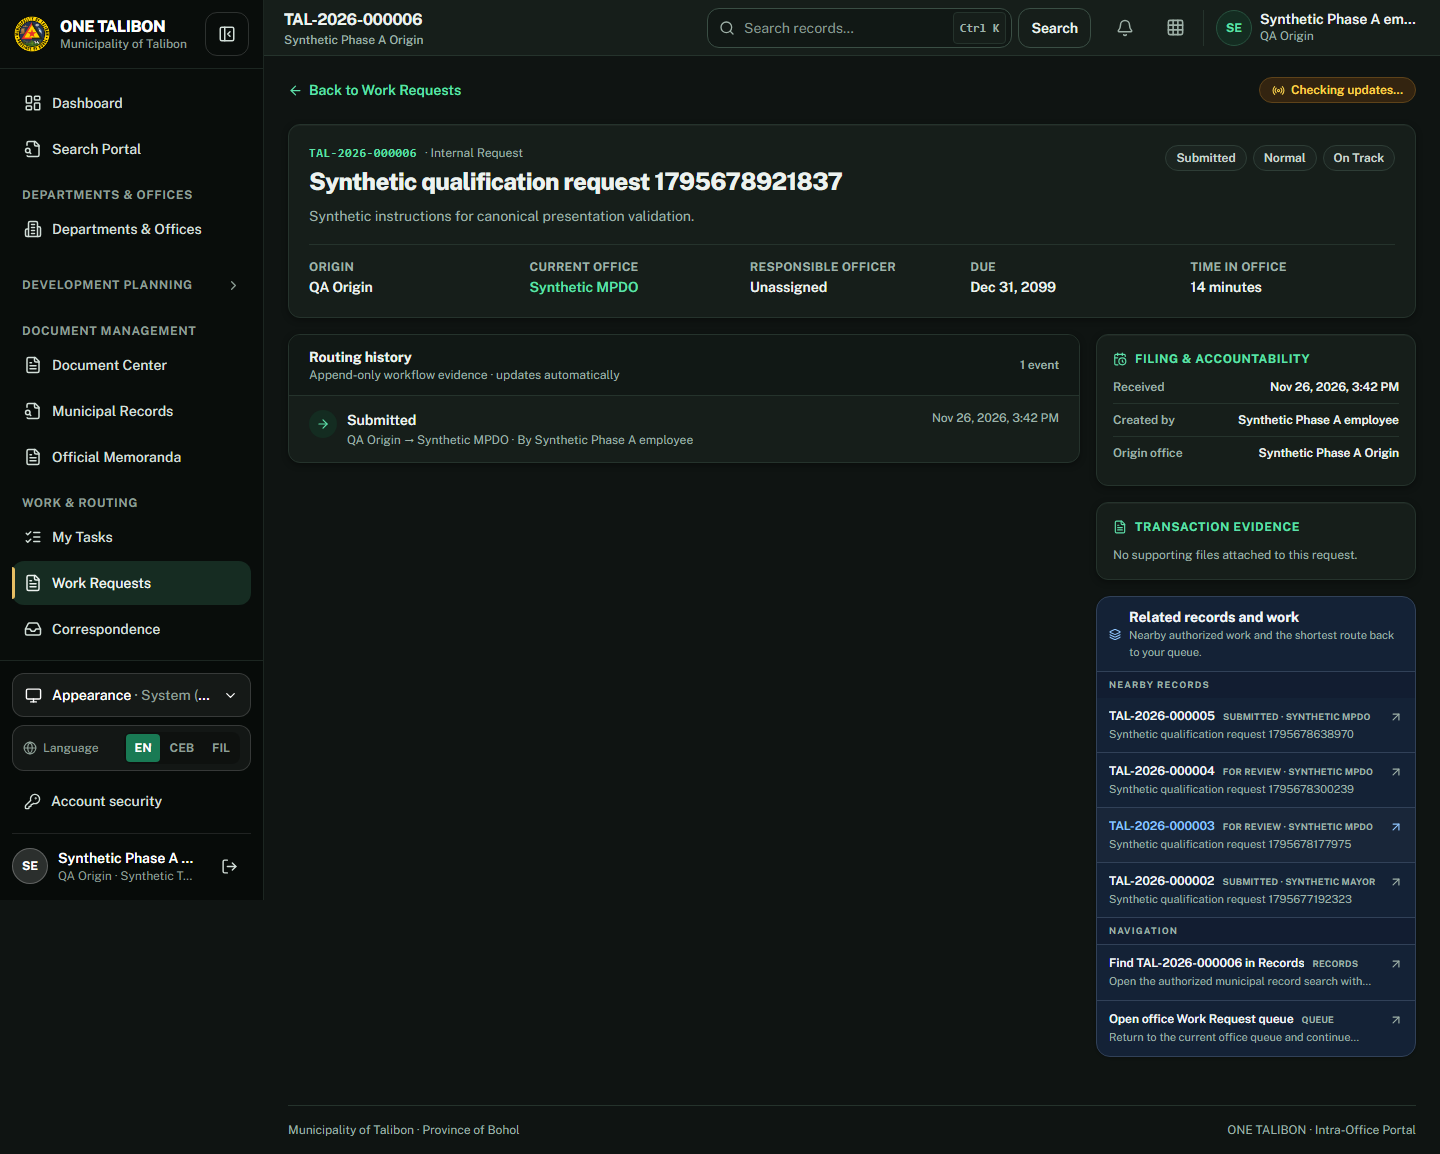 ONE TALIBON
Municipality of Talibon
TAL-2026-000006
Synthetic Phase A Origin
Search records...
Ctrl K
Search
SE
Synthetic Phase A em...
QA Origin
Dashboard
Search Portal
DEPARTMENTS & OFFICES
Departments & Offices
DEVELOPMENT PLANNING
DOCUMENT MANAGEMENT
Document Center
Municipal Records
Official Memoranda
WORK & ROUTING
My Tasks
Work Requests
Correspondence
Appearance · System (...
Language
EN
CEB
FIL
Account security
SE
Synthetic Phase A ...
QA Origin · Synthetic T...
Back to Work Requests
Checking updates...
TAL-2026-000006 · Internal Request
Submitted
Normal
On Track
Synthetic qualification request 1795678921837
Synthetic instructions for canonical presentation validation.
ORIGIN
QA Origin
CURRENT OFFICE
Synthetic MPDO
RESPONSIBLE OFFICER
Unassigned
DUE
Dec 31, 2099
TIME IN OFFICE
14 minutes
Routing history
Append-only workflow evidence · updates automatically
1 event
Submitted
Nov 26, 2026, 3:42 PM
QA Origin → Synthetic MPDO · By Synthetic Phase A employee
FILING & ACCOUNTABILITY
Received Nov 26, 2026, 3:42 PM
Created by Synthetic Phase A employee
Origin office Synthetic Phase A Origin
TRANSACTION EVIDENCE
No supporting files attached to this request.
Related records and work
Nearby authorized work and the shortest route back
to your queue.
NEARBY RECORDS
TAL-2026-000005 SUBMITTED · SYNTHETIC MPDO
Synthetic qualification request 1795678638970
TAL-2026-000004 FOR REVIEW · SYNTHETIC MPDO
Synthetic qualification request 1795678300239
TAL-2026-000003 FOR REVIEW · SYNTHETIC MPDO
Synthetic qualification request 1795678177975
TAL-2026-000002 SUBMITTED · SYNTHETIC MAYOR
Synthetic qualification request 1795677192323
NAVIGATION
Find TAL-2026-000006 in Records RECORDS
Open the authorized municipal record search with...
Open office Work Request queue QUEUE
Return to the current office queue and continue...
Municipality of Talibon · Province of Bohol
ONE TALIBON · Intra-Office Portal